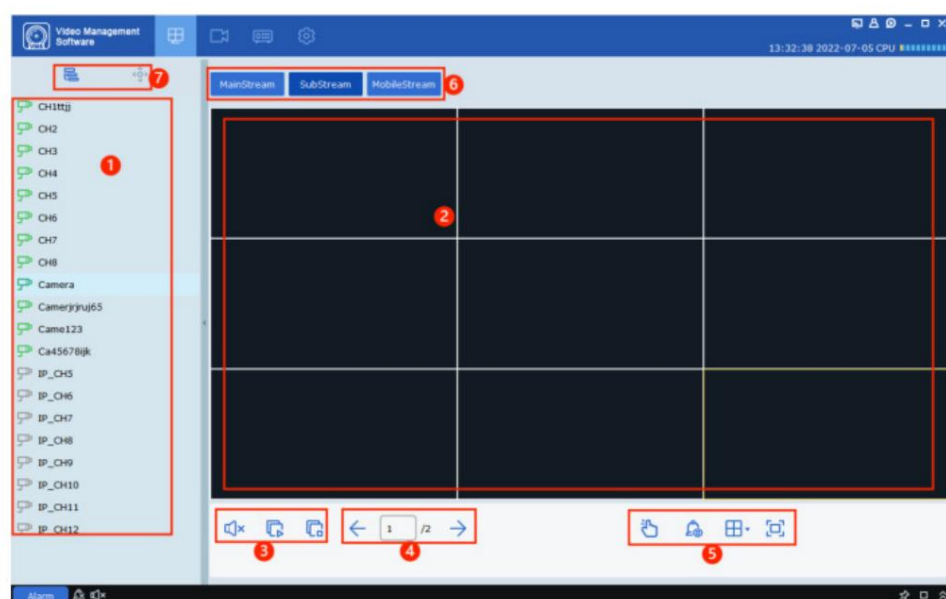 Video Management
Software
13:32:38 2022-07-05 CPU
7
MainStream SubStream MobileStream 6
CH1ttjj
CH2
CH3
1
CH4
CH5
CH6
2
CH7
CH8
Camera
Camerjrjruj65
Came123
Ca45678ijk
IP_CH5
IP_CH6
IP_CH7
IP_CH8
IP_CH9
IP_CH10
IP_CH11
IP_CH12
1 /2
3 4 5
Alarm